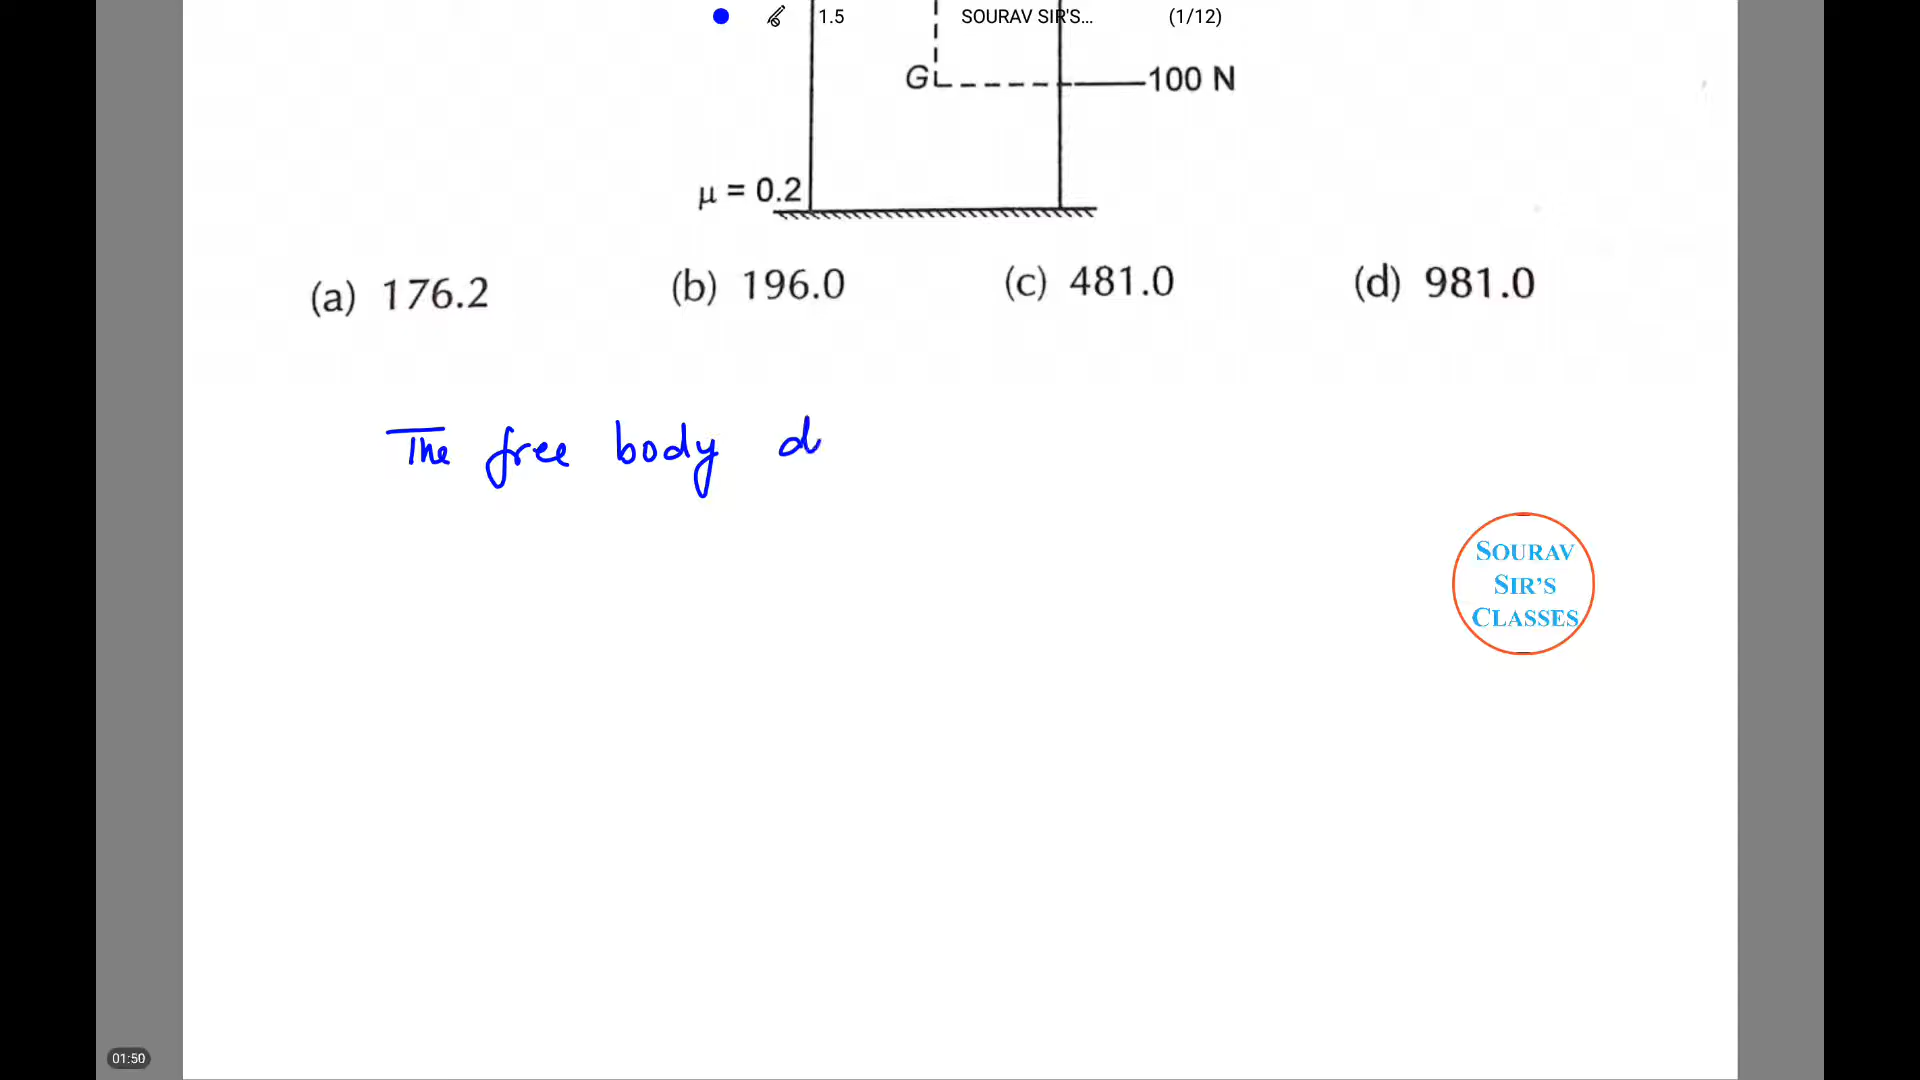 1.5 SOURAV SIR'S... (1/12)
G 100 N
μ = 0.2
(a) 176.2 (b) 196.0 (c) 481.0 (d) 981.0
The free body d
SOURAV
SIR'S
CLASSES
01:50